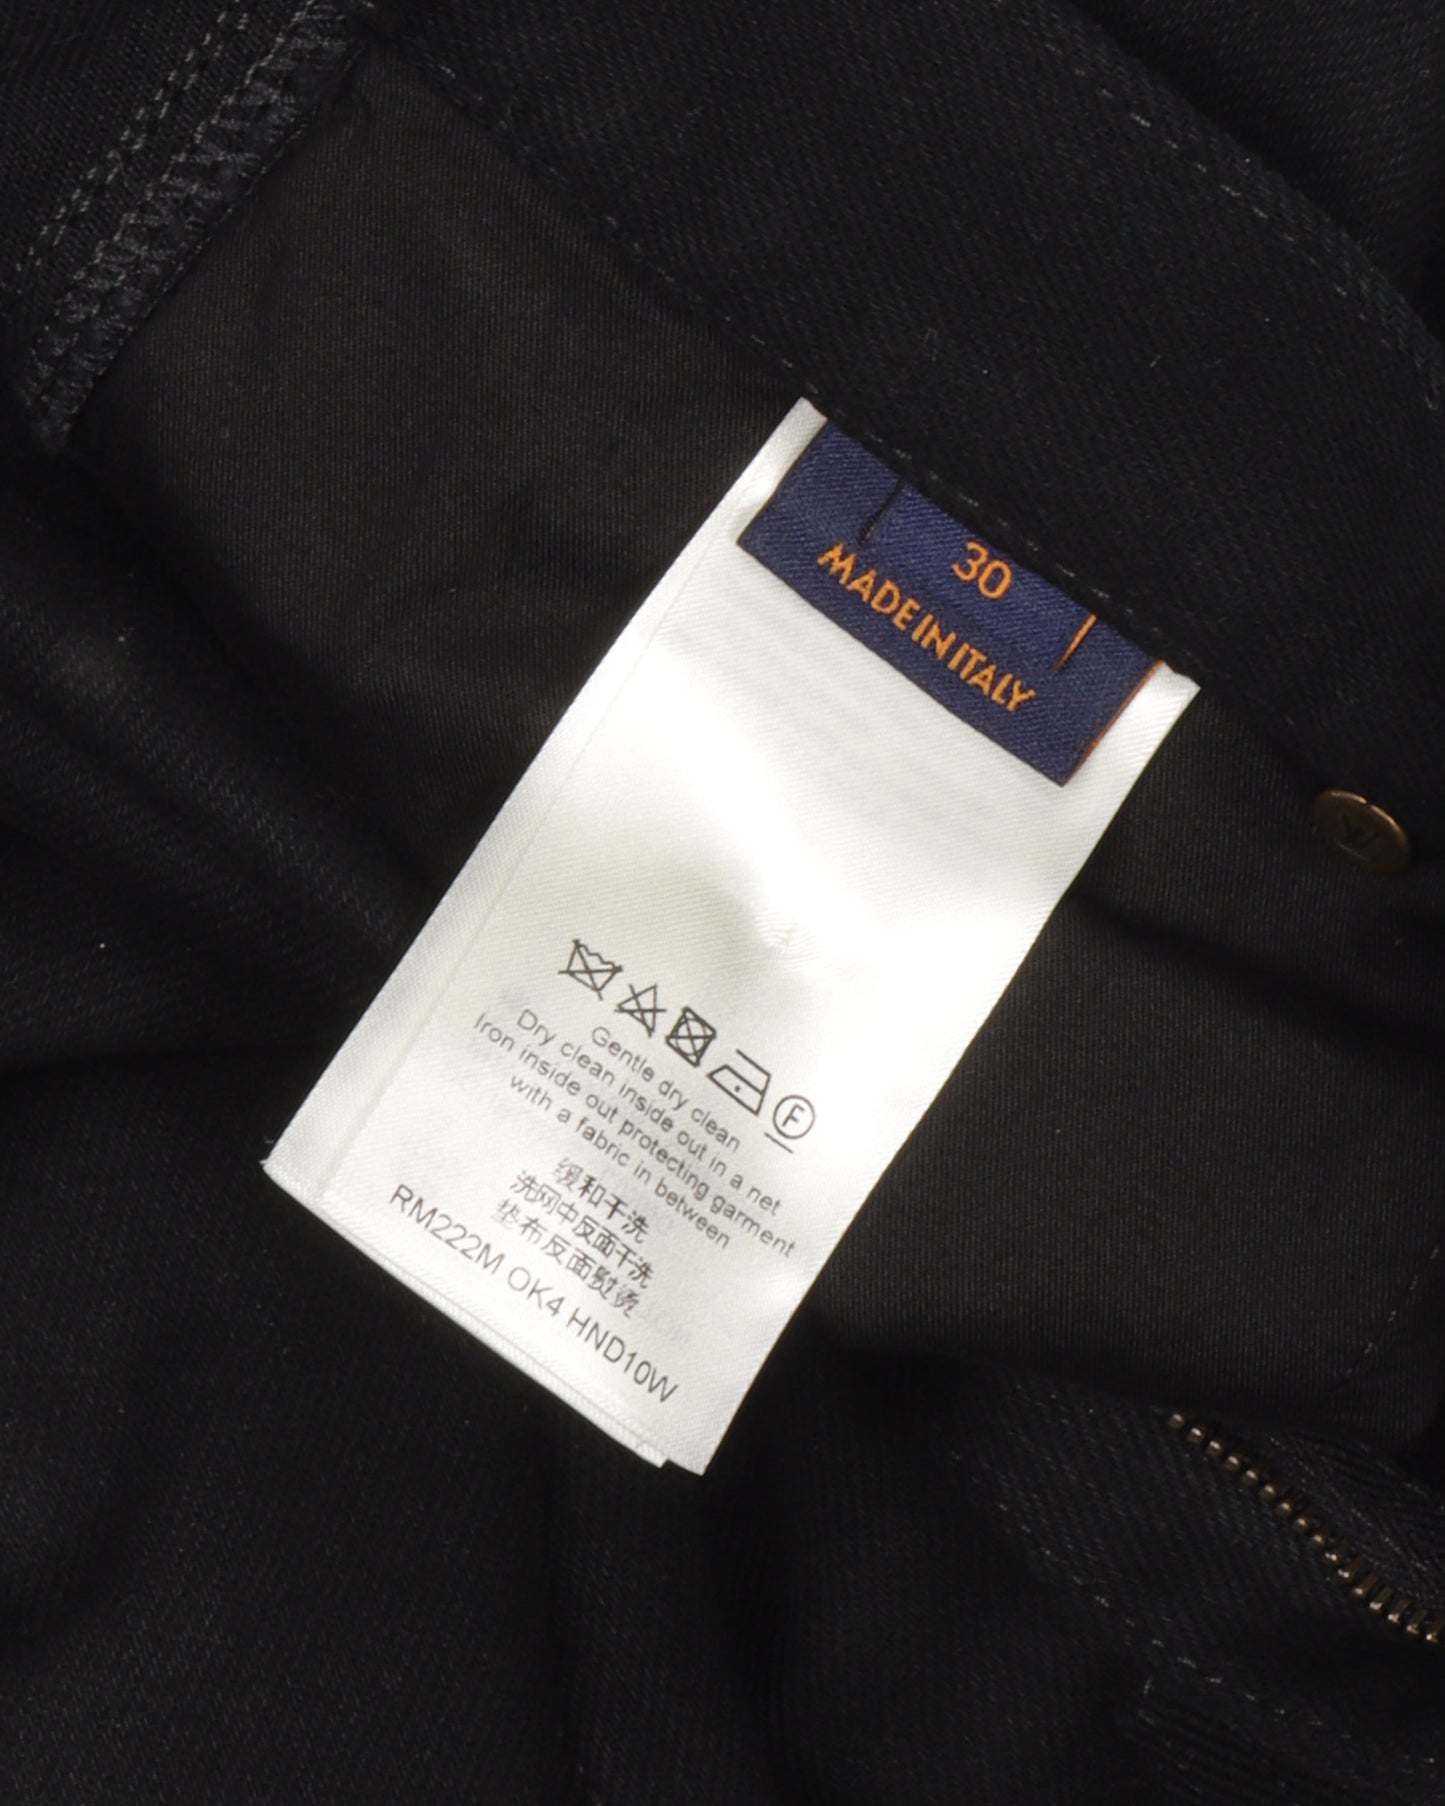 30
MADE IN ITALY
LV
F
Gentle dry clean
Dry clean inside out in a net
Iron inside out protecting garment
with a fabric in between
缓和干洗
洗网中反面干洗
垫布反面熨烫
RM222M OK4 HND10W